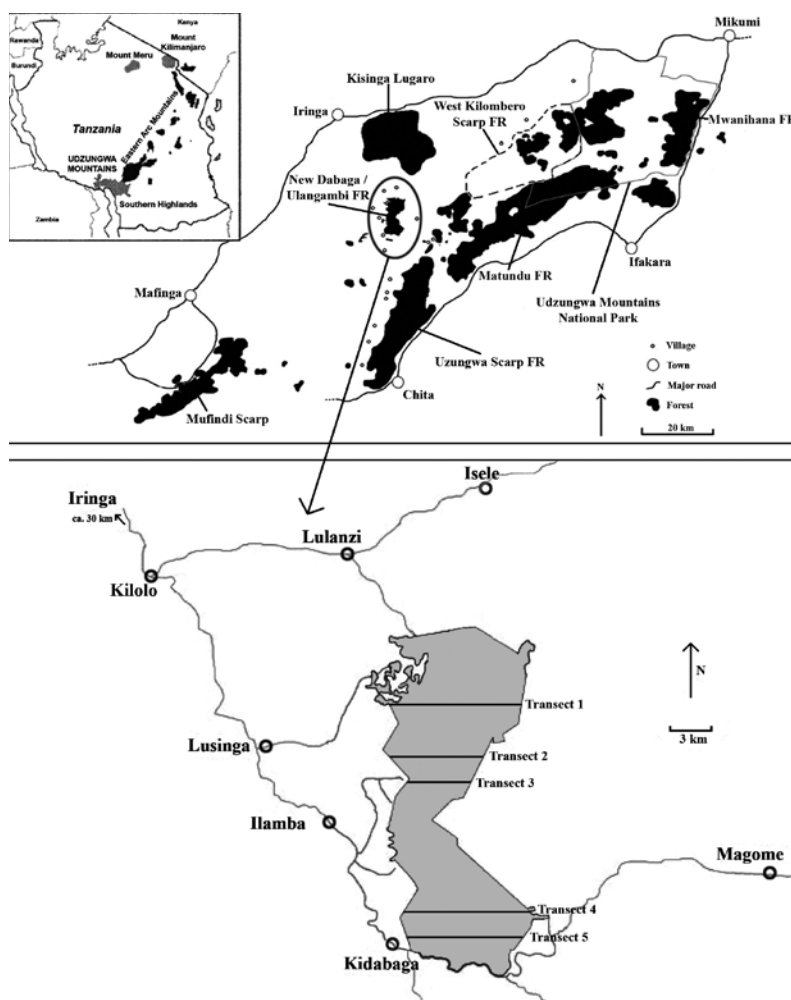 Kenya
Mount
Kilimanjaro
Rawanda
Burundi
Mount Meru
Tanzania
Eastern Arc Mountains
UDZUNGWA
MOUNTAINS
Southern Highlands
Zambia
Mikumi
Kisinga Lugaro
Iringa
West Kilombero
Scarp FR
Mwanihana FR
New Dabaga /
Ulangambi FR
Ifakara
Matundu FR
Mafinga
Udzungwa Mountains
National Park
Village
Town
Major road
Forest
N
20 km
Uzungwa Scarp FR
Chita
Mufindi Scarp
Isele
Iringa
ca. 30 km
Lulanzi
Kilolo
N
3 km
Transect 1
Lusinga
Transect 2
Transect 3
Ilamba
Magome
Transect 4
Transect 5
Kidabaga